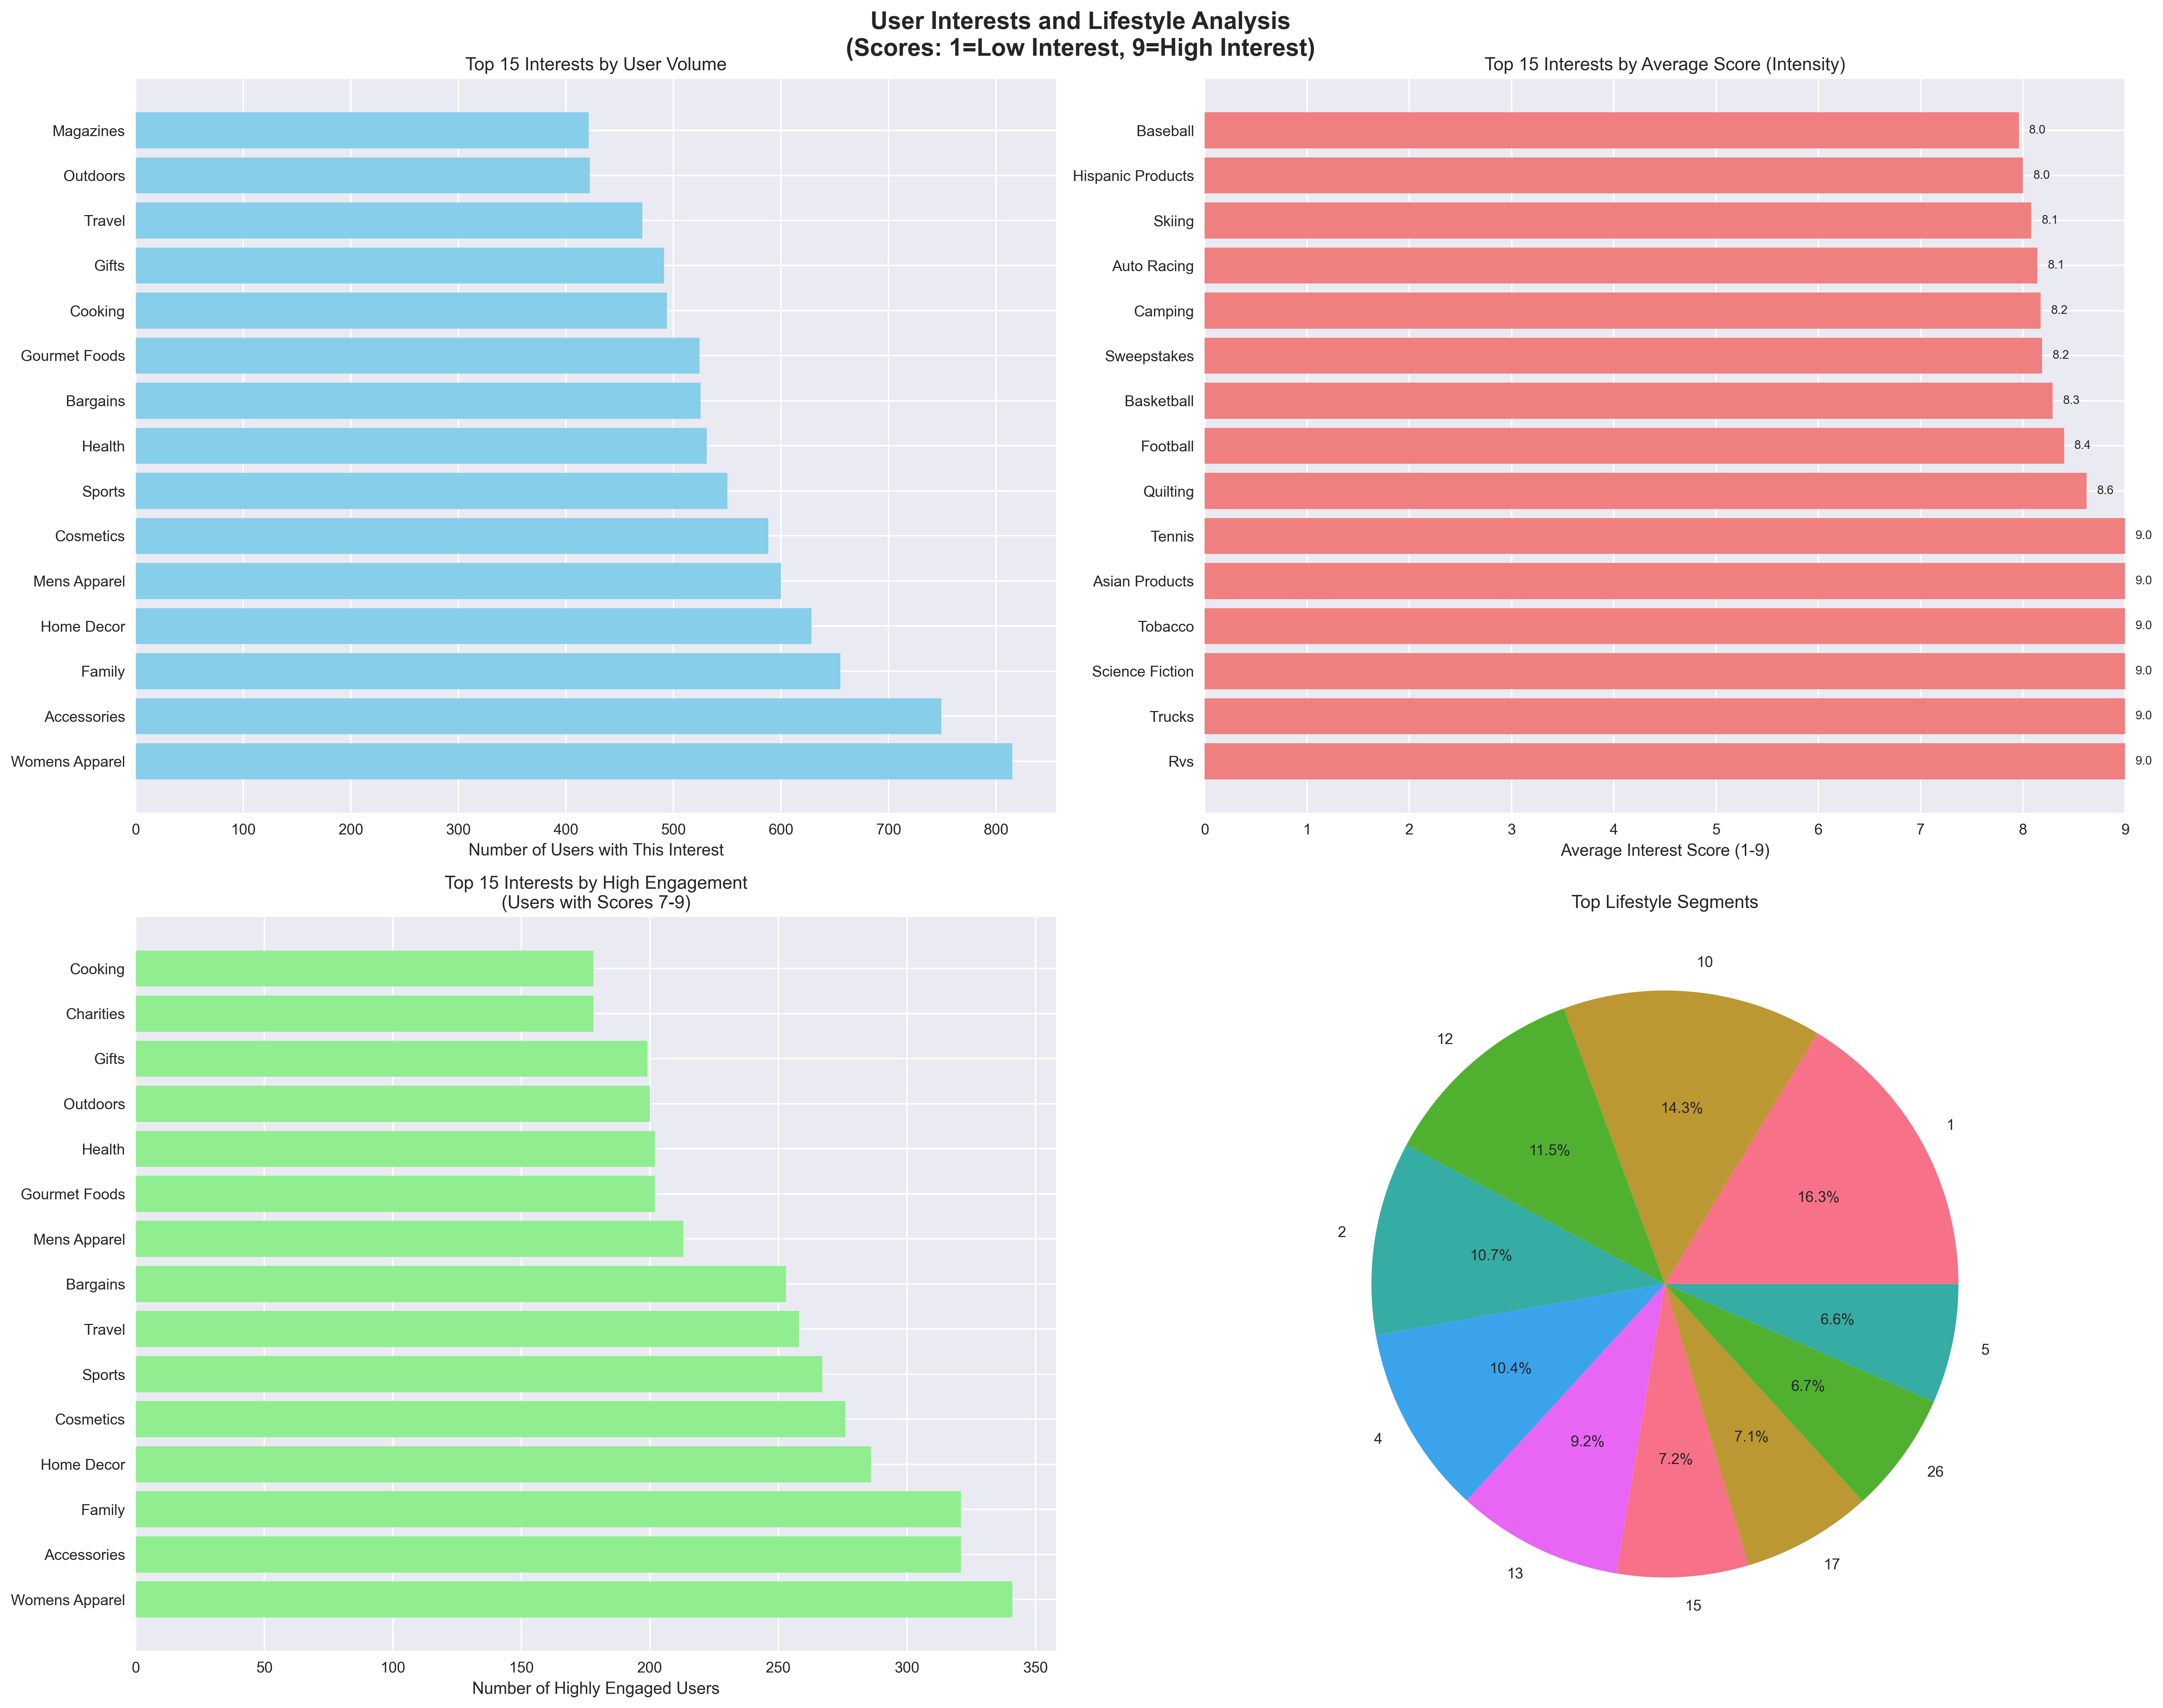 User Interests and Lifestyle Analysis
(Scores: 1=Low Interest, 9=High Interest)
Top 15 Interests by User Volume
Magazines
Outdoors
Travel
Gifts
Cooking
Gourmet Foods
Bargains
Health
Sports
Cosmetics
Mens Apparel
Home Decor
Family
Accessories
Womens Apparel
0 100 200 300 400 500 600 700 800
Number of Users with This Interest
Top 15 Interests by Average Score (Intensity)
Baseball 8.0
Hispanic Products 8.0
Skiing 8.1
Auto Racing 8.1
Camping 8.2
Sweepstakes 8.2
Basketball 8.3
Football 8.4
Quilting 8.6
Tennis 9.0
Asian Products 9.0
Tobacco 9.0
Science Fiction 9.0
Trucks 9.0
Rvs 9.0
0 1 2 3 4 5 6 7 8 9
Average Interest Score (1-9)
Top 15 Interests by High Engagement
(Users with Scores 7-9)
Cooking
Charities
Gifts
Outdoors
Health
Gourmet Foods
Mens Apparel
Bargains
Travel
Sports
Cosmetics
Home Decor
Family
Accessories
Womens Apparel
0 50 100 150 200 250 300 350
Number of Highly Engaged Users
Top Lifestyle Segments
1
16.3%
10
14.3%
12
11.5%
2
10.7%
4
10.4%
13
9.2%
15
7.2%
17
7.1%
26
6.7%
5
6.6%